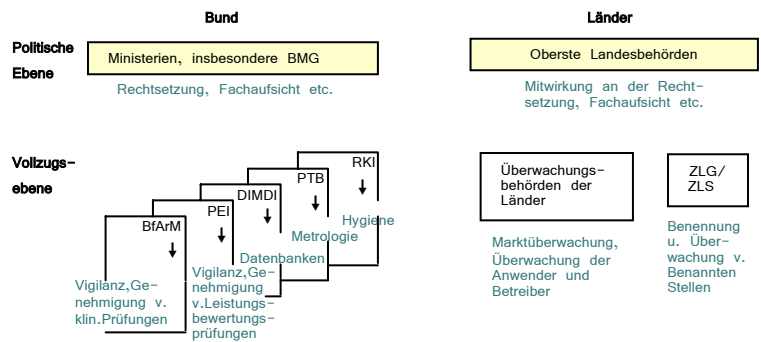 Bund
Länder
Politische
Ebene
Ministerien, insbesondere BMG
Oberste Landesbehörden
Rechtsetzung, Fachaufsicht etc.
Mitwirkung an der Recht-
setzung, Fachaufsicht etc.
Vollzugs-
ebene
BfArM
Vigilanz,Ge-
nehmigung v.
klin.Prüfungen
PEI
Vigilanz,Ge-
nehmigung
v.Leistungs-
bewertungs-
prüfungen
DIMDI
Datenbanken
PTB
Metrologie
RKI
Hygiene
Überwachungs-
behörden der
Länder
Marktüberwachung,
Überwachung der
Anwender und
Betreiber
ZLG/
ZLS
Benennung
u. Über-
wachung v.
Benannten
Stellen